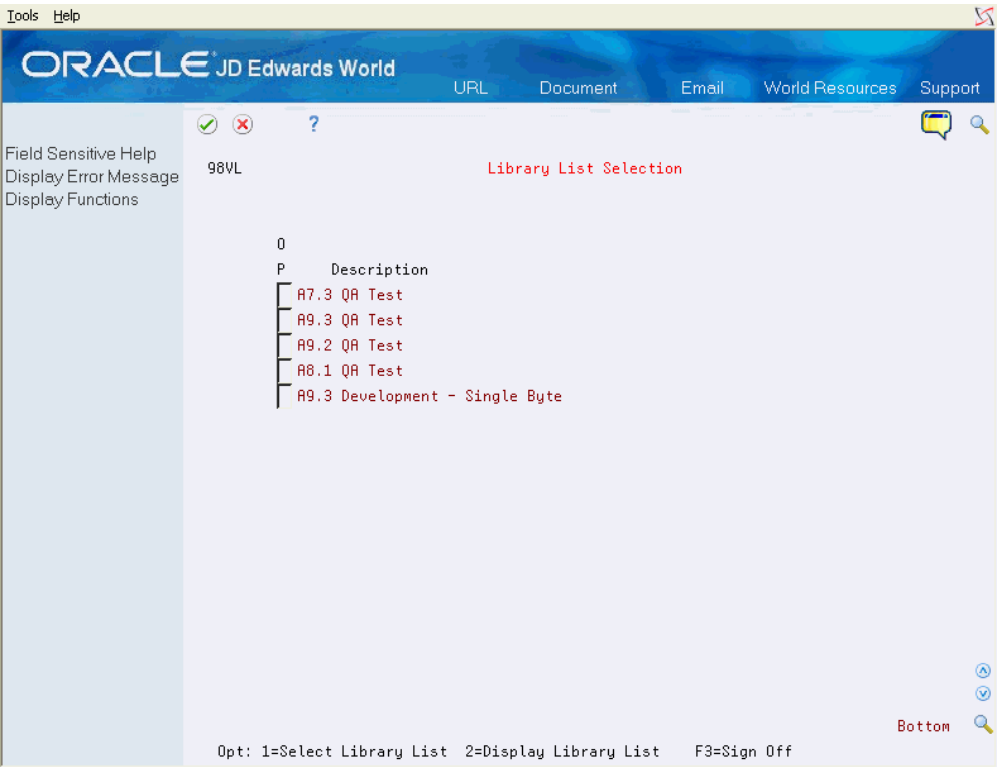 Tools Help
ORACLE JD Edwards World
URL Document Email World Resources Support
?
Field Sensitive Help
Display Error Message
Display Functions
98VL Library List Selection
O
P Description
A7.3 QA Test
A9.3 QA Test
A9.2 QA Test
A8.1 QA Test
A9.3 Development - Single Byte
Bottom
Opt: 1=Select Library List 2=Display Library List F3=Sign Off